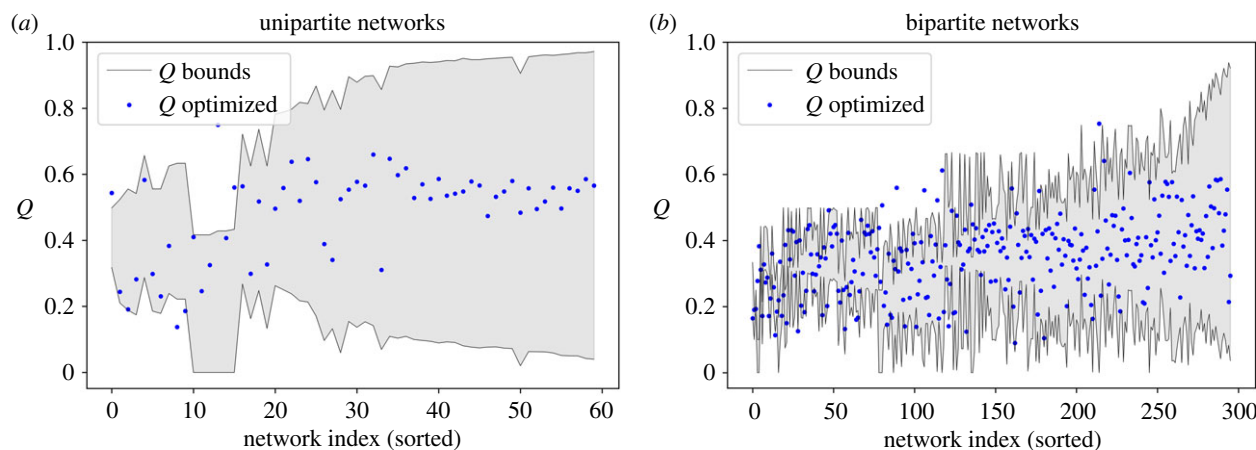 (a) unipartite networks
1.0
Q bounds
Q optimized
0.8
0.6
Q
0.4
0.2
0
0 10 20 30 40 50 60
network index (sorted)
(b) bipartite networks
1.0
Q bounds
Q optimized
0.8
0.6
Q
0.4
0.2
0
0 50 100 150 200 250 300
network index (sorted)